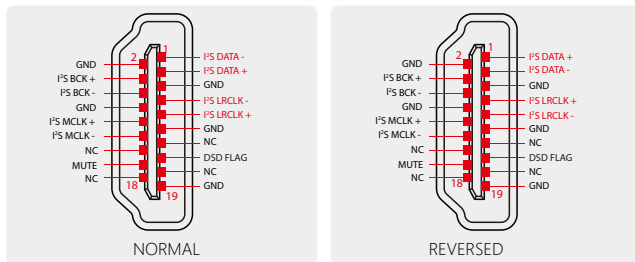 2
GND
I²S BCK +
I²S BCK -
GND
I²S MCLK +
I²S MCLK -
NC
MUTE
NC
18
1
I²S DATA -
I²S DATA +
GND
I²S LRCLK -
I²S LRCLK +
GND
NC
DSD FLAG
NC
GND
19
NORMAL
2
GND
I²S BCK +
I²S BCK -
GND
I²S MCLK +
I²S MCLK -
NC
MUTE
NC
18
1
I²S DATA +
I²S DATA -
GND
I²S LRCLK +
I²S LRCLK -
GND
NC
DSD FLAG
NC
GND
19
REVERSED